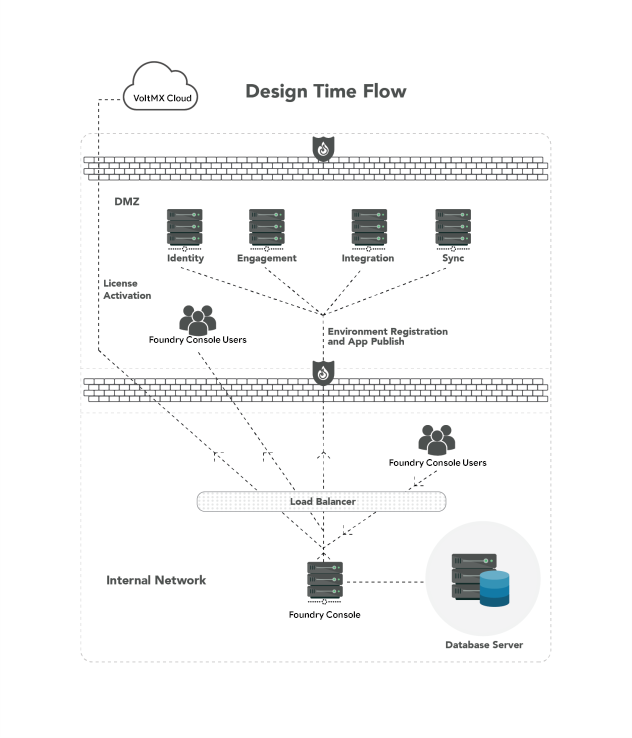 Design Time Flow
VoltMX Cloud
DMZ
Identity
Engagement
Integration
Sync
License
Activation
Foundry Console Users
Environment Registration
and App Publish
Foundry Console Users
Load Balancer
Internal Network
Foundry Console
Database Server